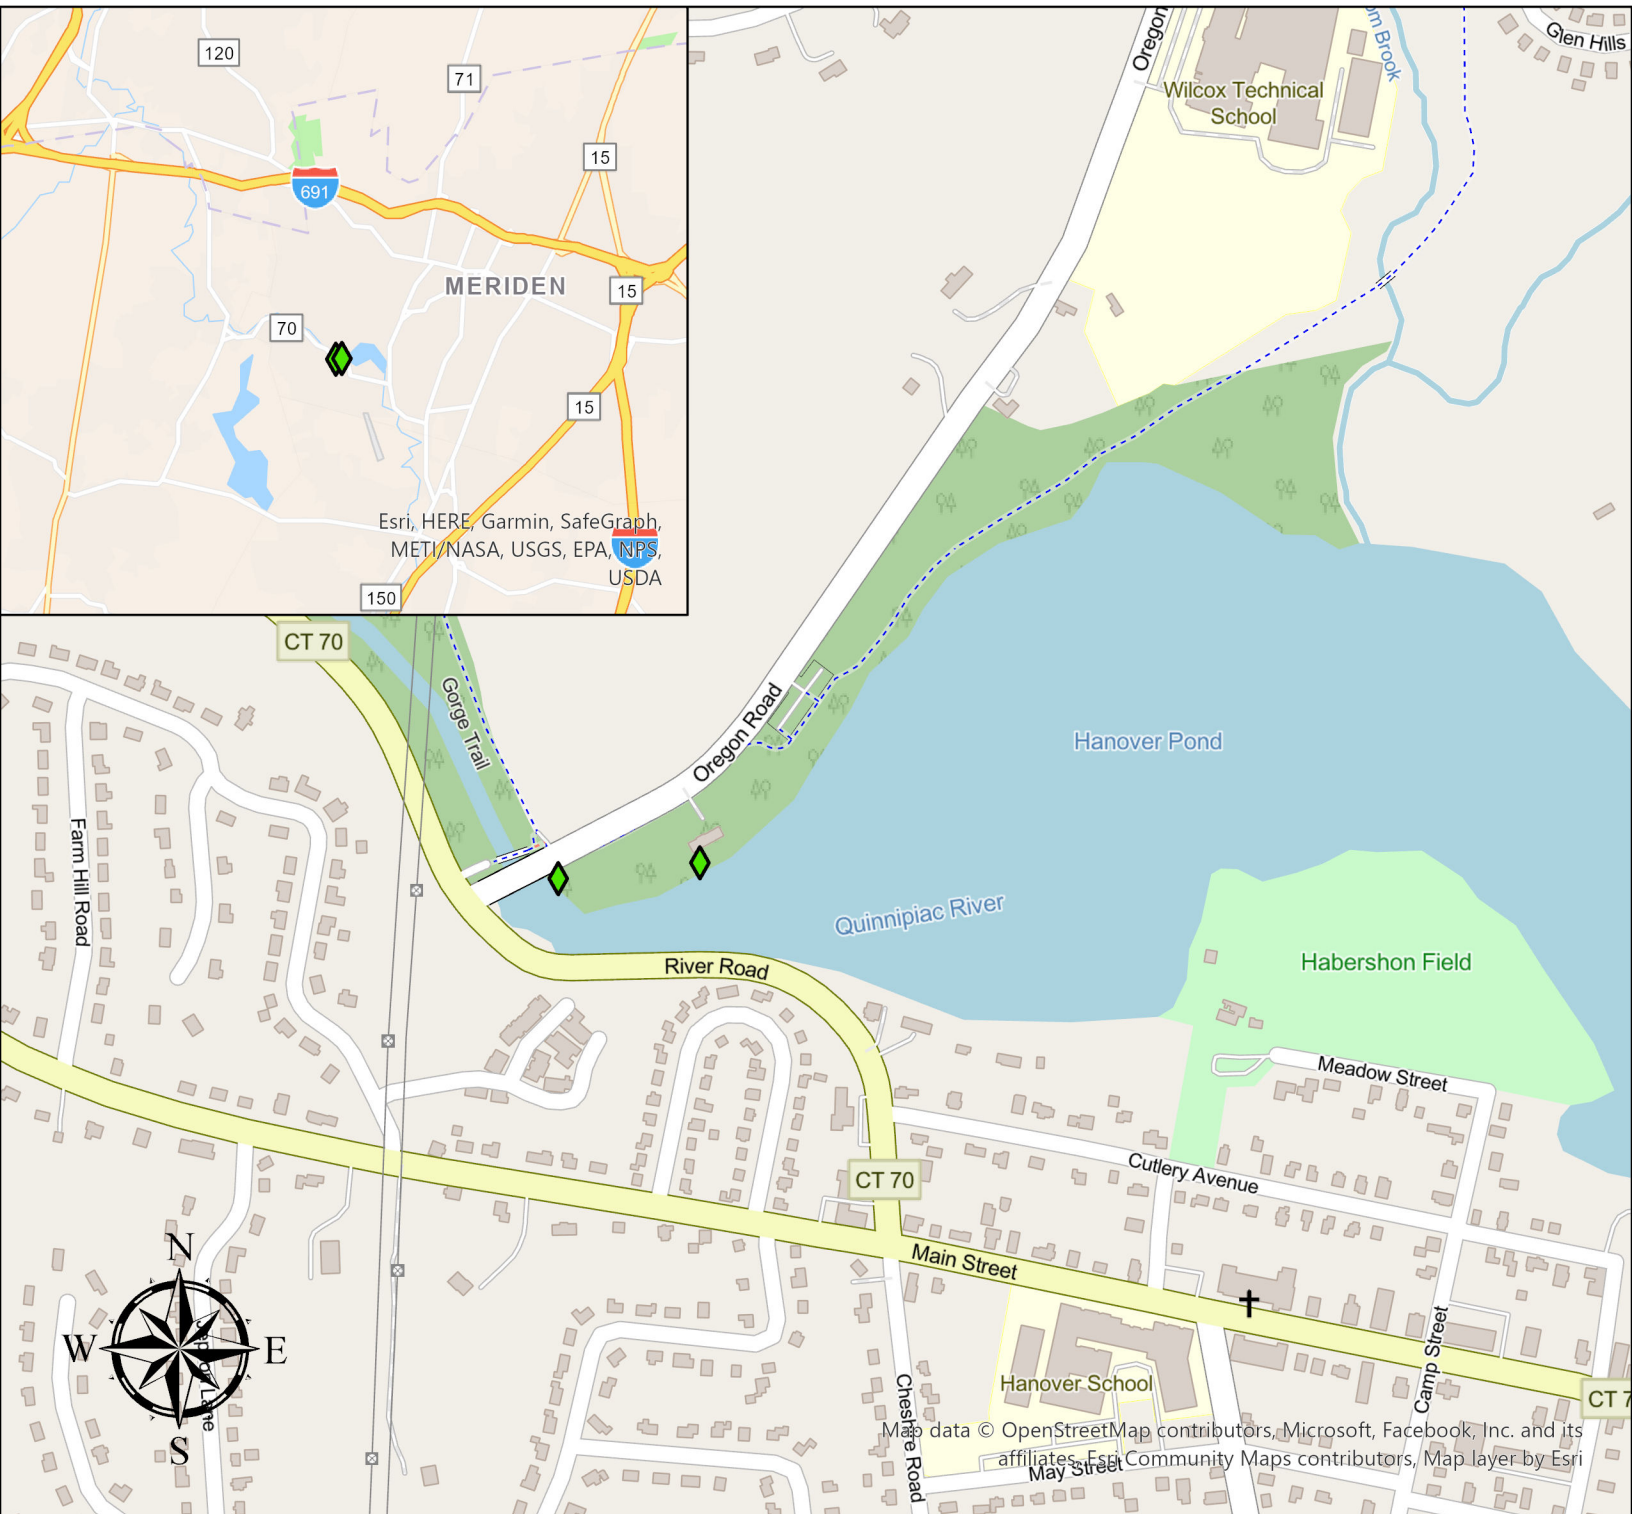 120
71
15
691
MERIDEN
15
70
15
Esri, HERE, Garmin, SafeGraph,
METI/NASA, USGS, EPA, NPS,
USDA
150
Oregon
Brook
Glen Hills
Wilcox Technical
School
CT 70
Gorge Trail
Oregon Road
Hanover Pond
Farm Hill Road
Quinnipiac River
River Road
Habershon Field
Meadow Street
Cutlery Avenue
CT 70
Main Street
N
W
E
S
Lane
Camp Street
Hanover School
CT 7
Cheshire Road
May Street
Map data © OpenStreetMap contributors, Microsoft, Facebook, Inc. and its
affiliates, Esri Community Maps contributors, Map layer by Esri